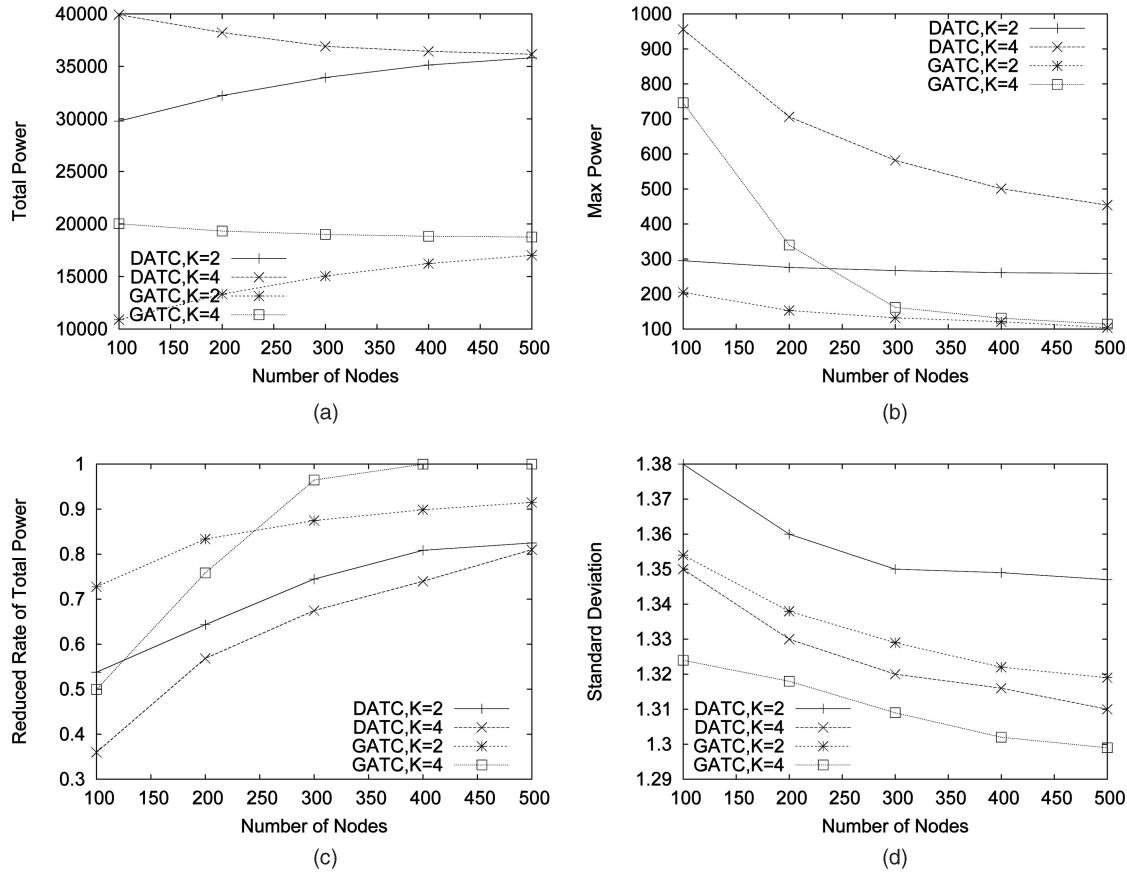 40000
35000
30000
25000
20000
15000
10000
Total Power
DATC,K=2
DATC,K=4
GATC,K=2
GATC,K=4
100 150 200 250 300 350 400 450 500
Number of Nodes
(a)
1000
900
800
700
600
500
400
300
200
100
Max Power
DATC,K=2
DATC,K=4
GATC,K=2
GATC,K=4
100 150 200 250 300 350 400 450 500
Number of Nodes
(b)
1
0.9
0.8
0.7
0.6
0.5
0.4
0.3
Reduced Rate of Total Power
DATC,K=2
DATC,K=4
GATC,K=2
GATC,K=4
100 150 200 250 300 350 400 450 500
Number of Nodes
(c)
1.38
1.37
1.36
1.35
1.34
1.33
1.32
1.31
1.3
1.29
Standard Deviation
DATC,K=2
DATC,K=4
GATC,K=2
GATC,K=4
100 150 200 250 300 350 400 450 500
Number of Nodes
(d)